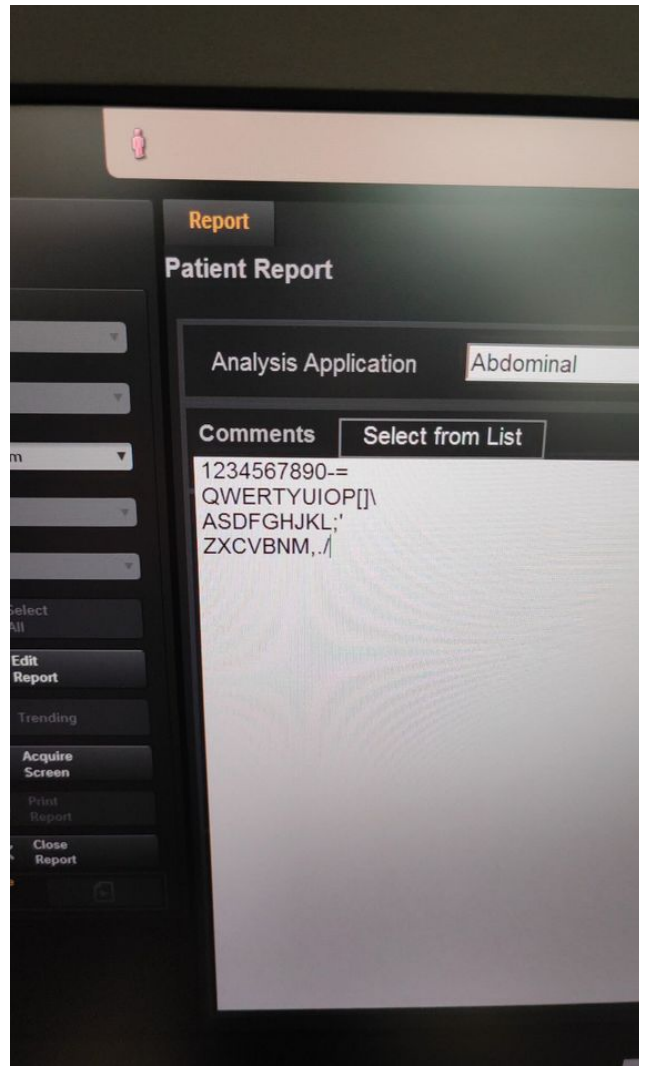 Report
Patient Report
Analysis Application Abdominal
Comments Select from List
1234567890-=
QWERTYUIOP[]\
ASDFGHJKL;'
ZXCVBNM,./
m
Select
All
Edit
Report
Trending
Acquire
Screen
Print
Report
Close
Report